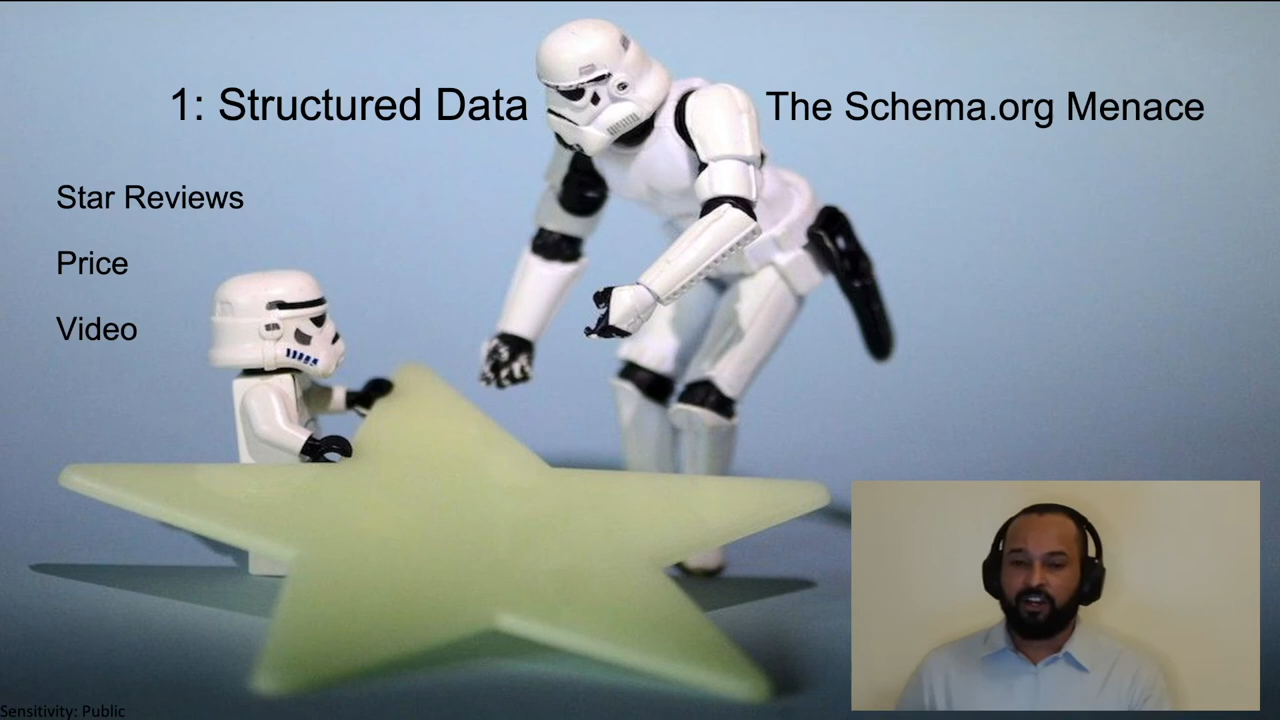 1: Structured Data
The Schema.org Menace
Star Reviews
Price
Video
Sensitivity: Public